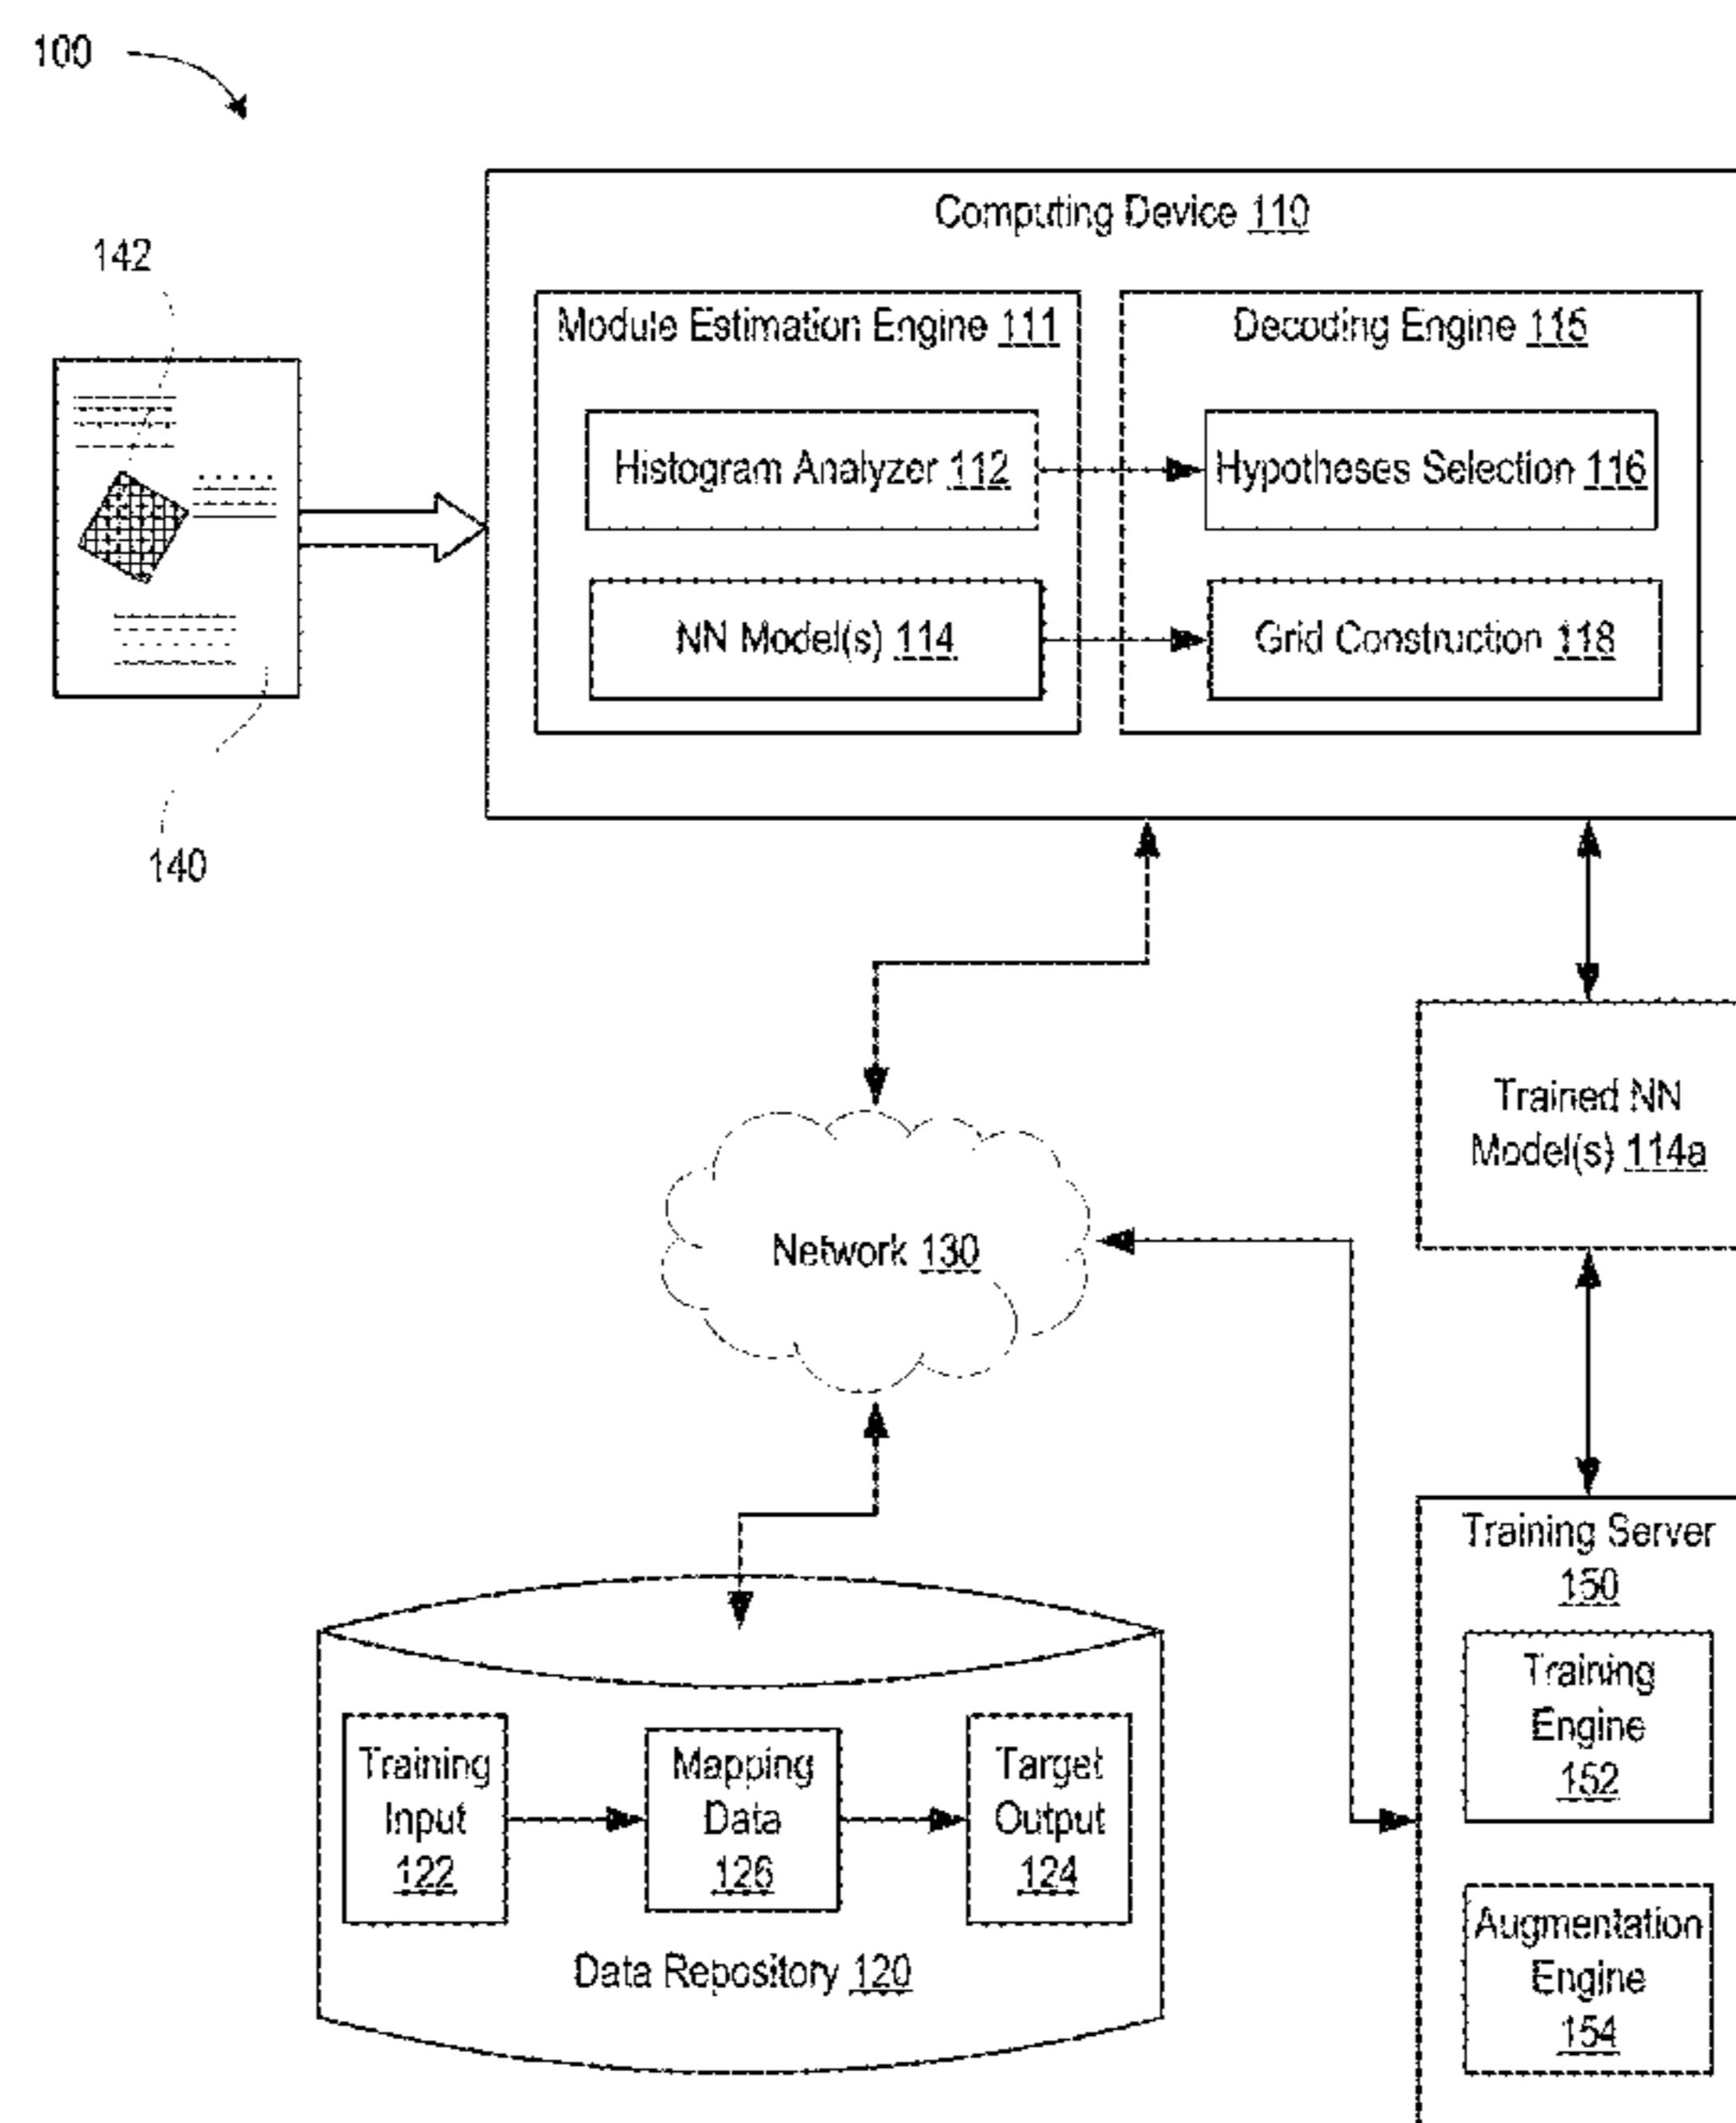 100
Computing Device 110
142
Module Estimation Engine 111
Decoding Engine 115
Histogram Analyzer 112
Hypotheses Selection 116
NN Model(s) 114
Grid Construction 118
140
Trained NN
Model(s) 114a
Network 130
Training Server
150
Training
Engine
152
Training
Input
122
Mapping
Data
126
Target
Output
124
Augmentation
Engine
154
Data Repository 120